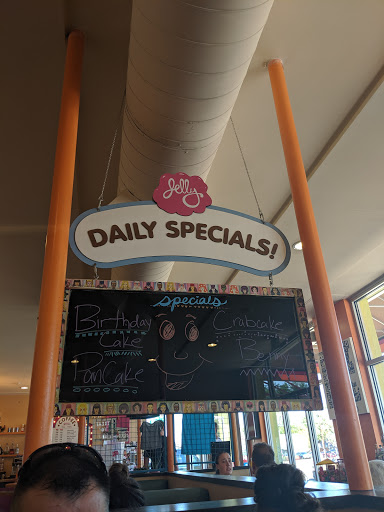 Jelly
DAILY SPECIALS!
specials
Birthday
Cake
PanCake
Crabcake
Benny